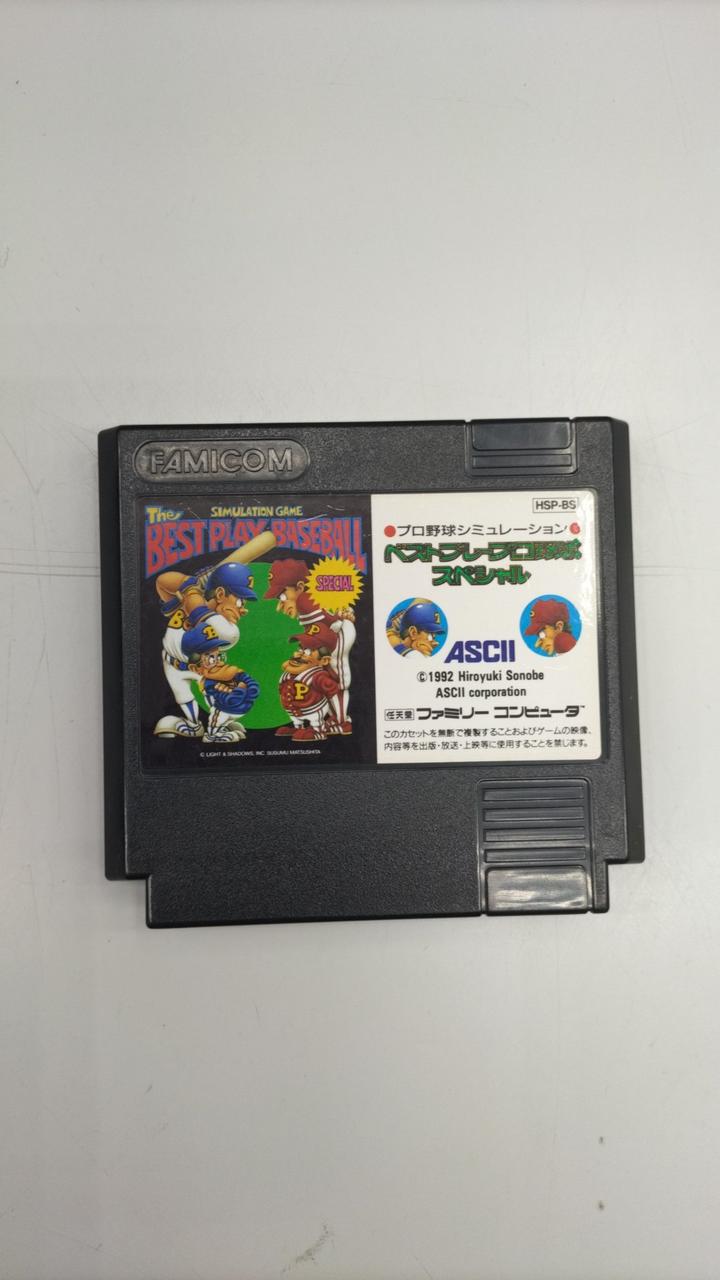 FAMICOM
The
SIMULATION GAME
BEST PLAY BASEBALL
SPECIAL
© LIGHT & SHADOWS, INC SUSUMU MATSUSHITA
HSP-BS
●プロ野球シミュレーション●
ベストプレープロ野球
スペシャル
ASCII
©1992 Hiroyuki Sonobe
ASCII corporation
任天堂 ファミリー コンピュータ™
このカセットを無断で複製することおよびゲームの映像、
内容等を出版・放送・上映等に使用することを禁じます。